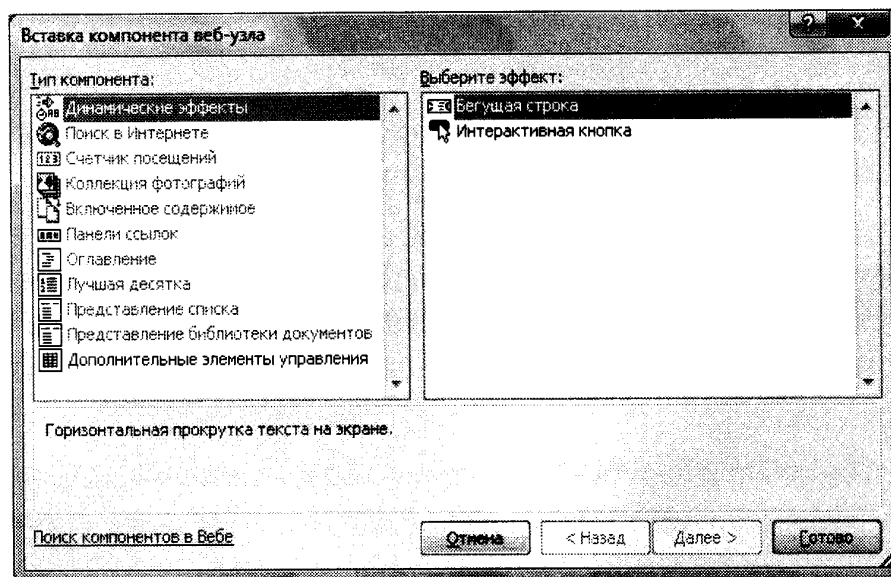 Вставка компонента веб-узла
Тип компонента:
Динамические эффекты
Поиск в Интернете
Счетчик посещений
Коллекция фотографий
Включенное содержимое
Панели ссылок
Оглавление
Лучшая десятка
Представление списка
Представление библиотеки документов
Дополнительные элементы управления
Выберите эффект:
Бегущая строка
Интерактивная кнопка
Горизонтальная прокрутка текста на экране.
Поиск компонентов в Вебе
Отмена
< Назад
Далее >
Готово